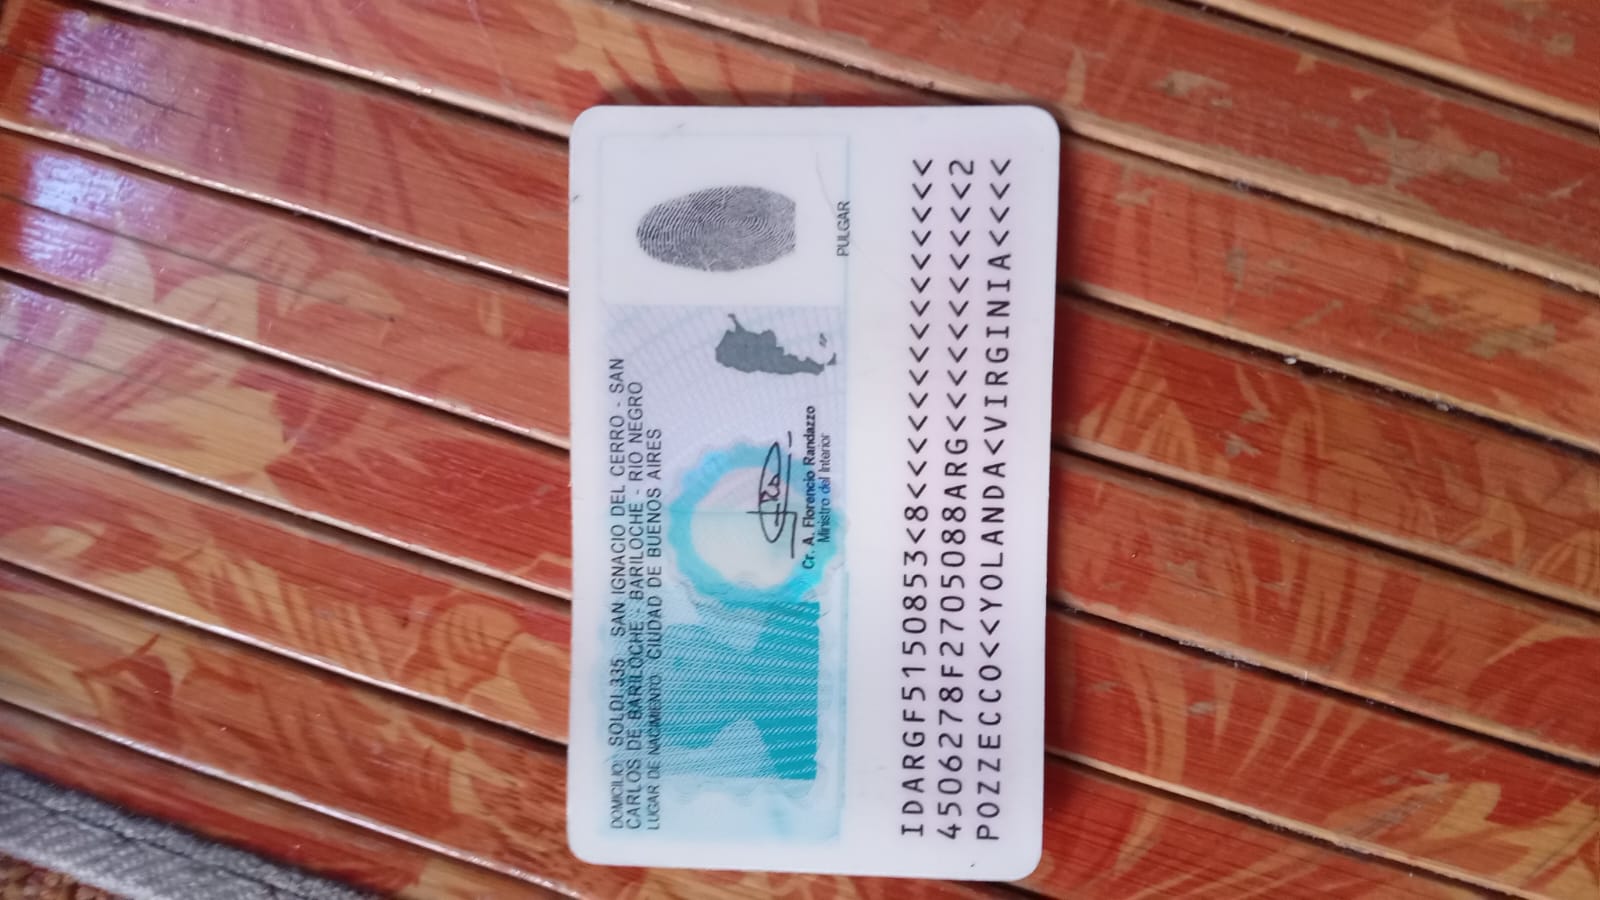 DOMICILIO: SOLDI 335 - SAN IGNACIO DEL CERRO - SAN
CARLOS DE BARILOCHE - BARILOCHE - RIO NEGRO
LUGAR DE NACIMIENTO: CIUDAD DE BUENOS AIRES
Cr. A. Florencio Randazzo
Ministro del Interior
PULGAR
IDARGF5150853<8<<<<<<<<<<<<<<<
4506278F2705088ARG<<<<<<<<<<<2
POZZECCO<<YOLANDA<VIRGINIA<<<<